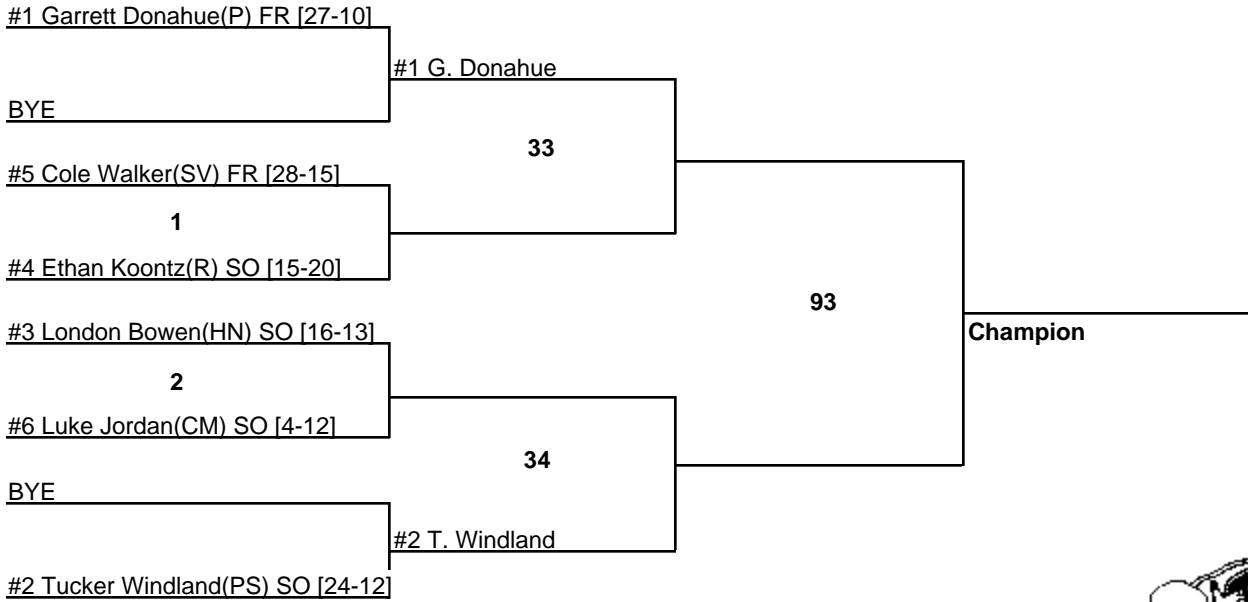 #1 Garrett Donahue(P) FR [27-10]
#1 G. Donahue
BYE
33
#5 Cole Walker(SV) FR [28-15]
1
#4 Ethan Koontz(R) SO [15-20]
93
#3 London Bowen(HN) SO [16-13]
Champion
2
#6 Luke Jordan(CM) SO [4-12]
34
BYE
#2 T. Windland
#2 Tucker Windland(PS) SO [24-12]